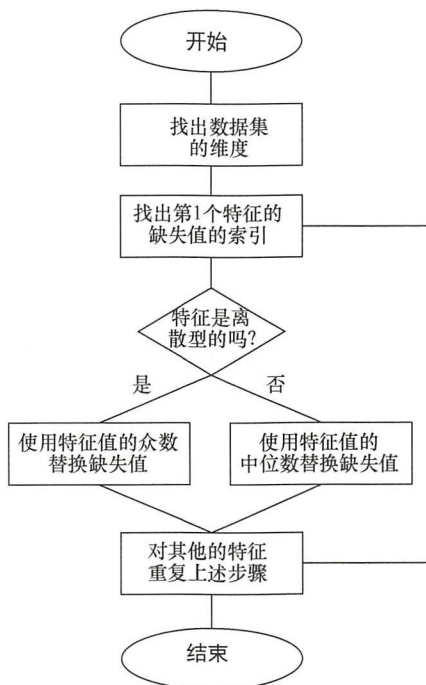 开始
找出数据集
的维度
找出第1个特征的
缺失值的索引
特征是离
散型的吗?
是
否
使用特征值的众数
替换缺失值
使用特征值的
中位数替换缺失值
对其他的特征
重复上述步骤
结束